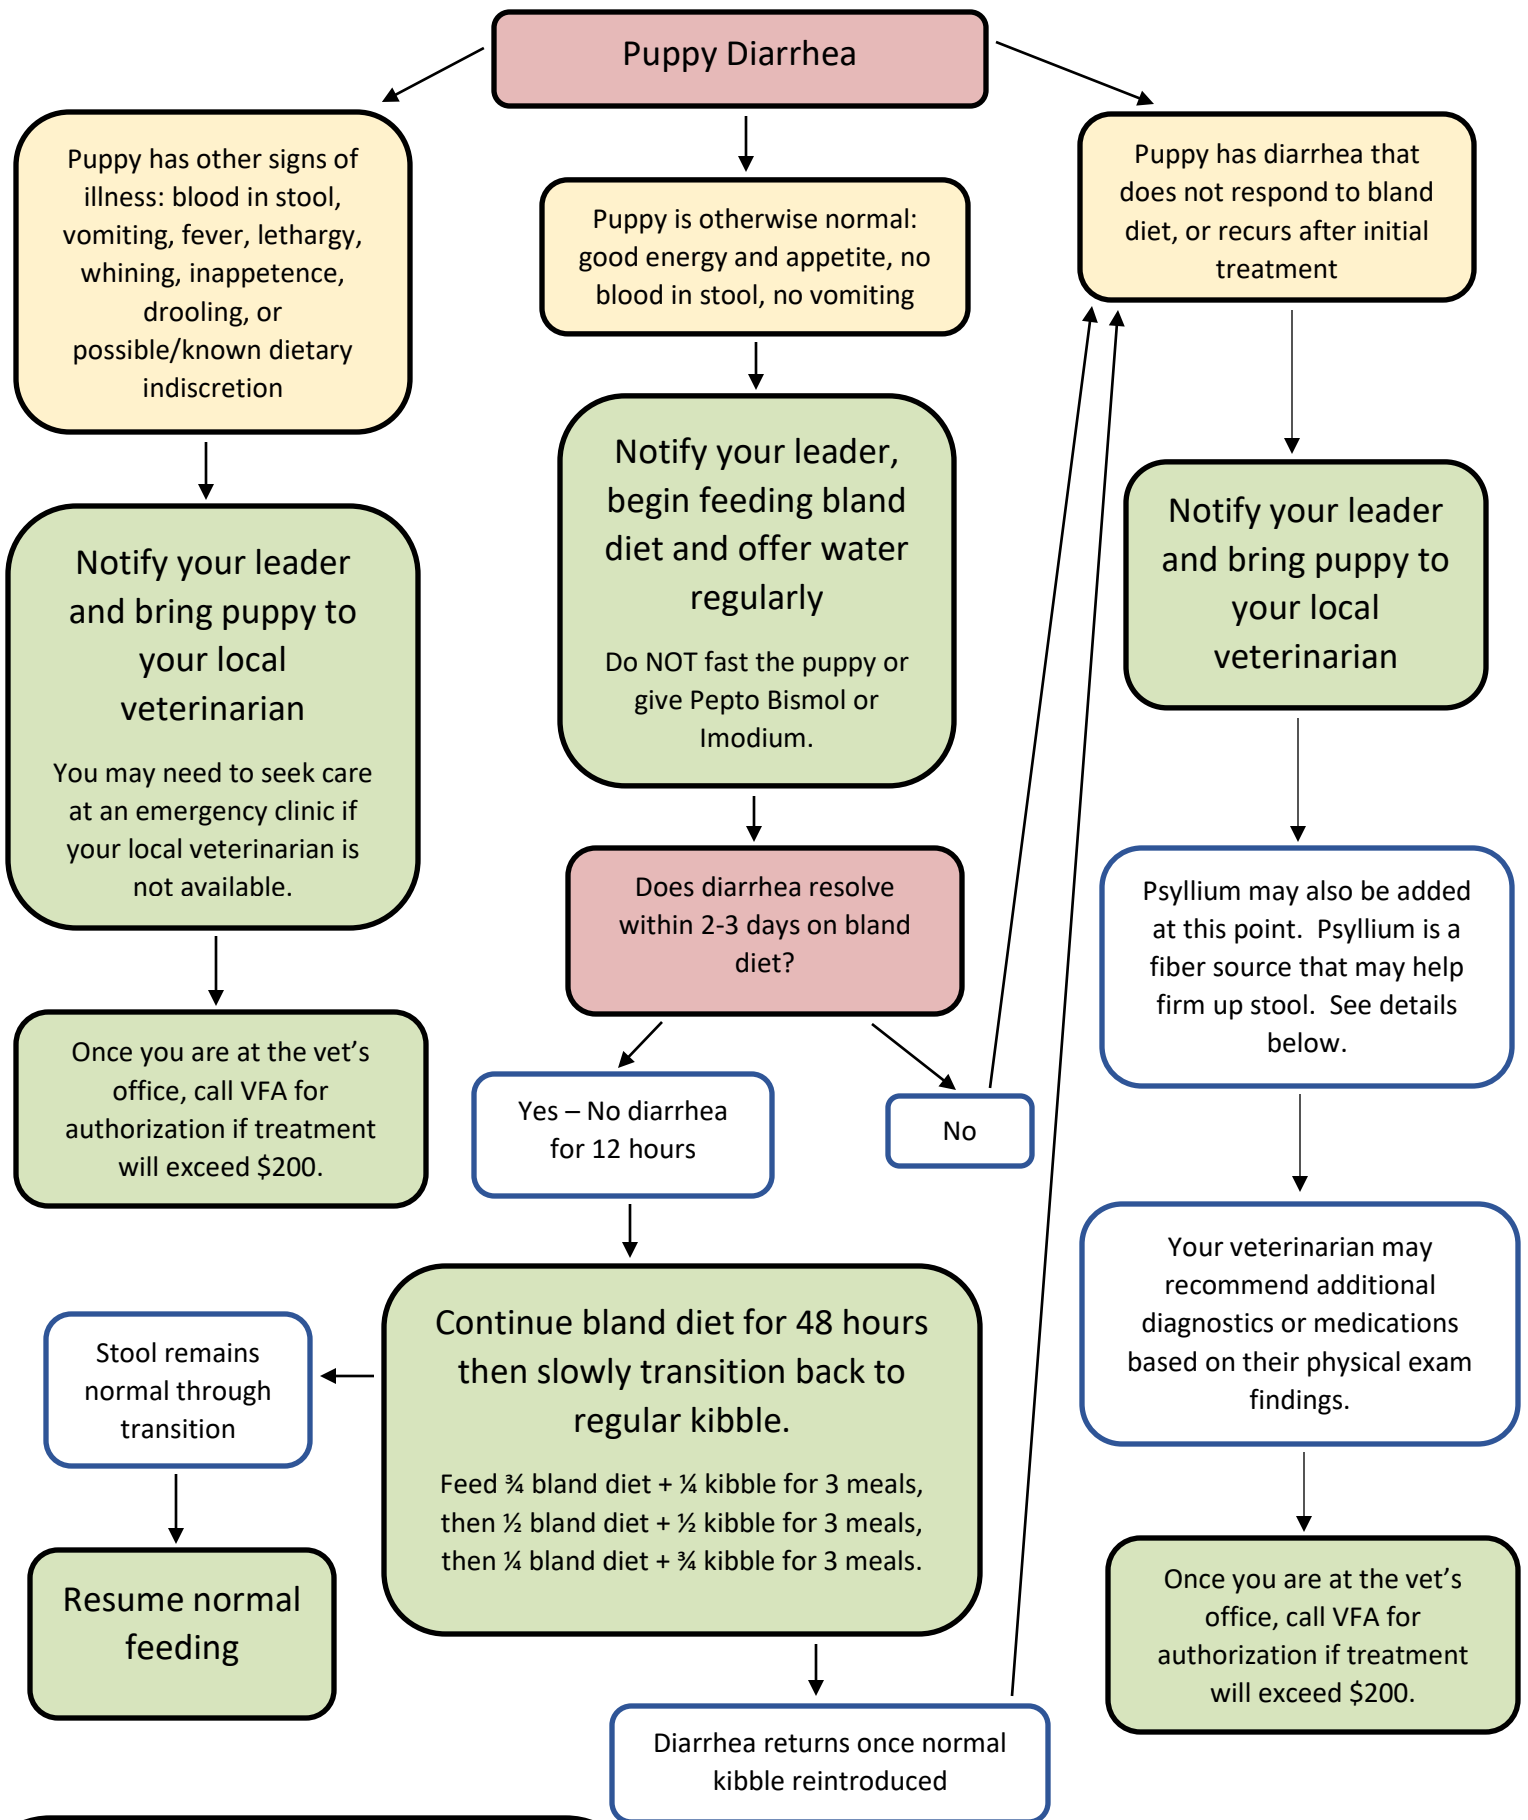 Puppy Diarrhea
Puppy has other signs of
illness: blood in stool,
vomiting, fever, lethargy,
whining, inappetence,
drooling, or
possible/known dietary
indiscretion
Notify your leader
and bring puppy to
your local
veterinarian
You may need to seek care
at an emergency clinic if
your local veterinarian is
not available.
Once you are at the vet’s
office, call VFA for
authorization if treatment
will exceed $200.
Puppy is otherwise normal:
good energy and appetite, no
blood in stool, no vomiting
Notify your leader,
begin feeding bland
diet and offer water
regularly
Do NOT fast the puppy or
give Pepto Bismol or
Imodium.
Does diarrhea resolve
within 2-3 days on bland
diet?
Yes – No diarrhea
for 12 hours
No
Continue bland diet for 48 hours
then slowly transition back to
regular kibble.
Feed ¾ bland diet + ¼ kibble for 3 meals,
then ½ bland diet + ½ kibble for 3 meals,
then ¼ bland diet + ¾ kibble for 3 meals.
Stool remains
normal through
transition
Resume normal
feeding
Diarrhea returns once normal
kibble reintroduced
Puppy has diarrhea that
does not respond to bland
diet, or recurs after initial
treatment
Notify your leader
and bring puppy to
your local
veterinarian
Psyllium may also be added
at this point.  Psyllium is a
fiber source that may help
firm up stool.  See details
below.
Your veterinarian may
recommend additional
diagnostics or medications
based on their physical exam
findings.
Once you are at the vet’s
office, call VFA for
authorization if treatment
will exceed $200.